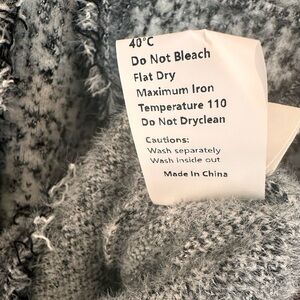 40°C
Do Not Bleach
Flat Dry
Maximum Iron
Temperature 110
Do Not Dryclean
Cautions:
Wash separately
Wash inside out
Made In China